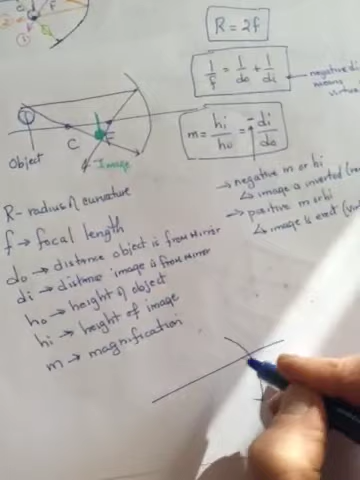 R = 2f
1/f = 1/do + 1/di
negative di
means
virtual
m = hi/ho = -di/do
C
F
Image
Object
→ negative m or hi
↳ image is inverted
→ positive m or hi
↳ image is erect
R - radius of curvature
f → focal length
do → distance object is from mirror
di → distance image is from mirror
ho → height of object
hi → height of image
m → magnification